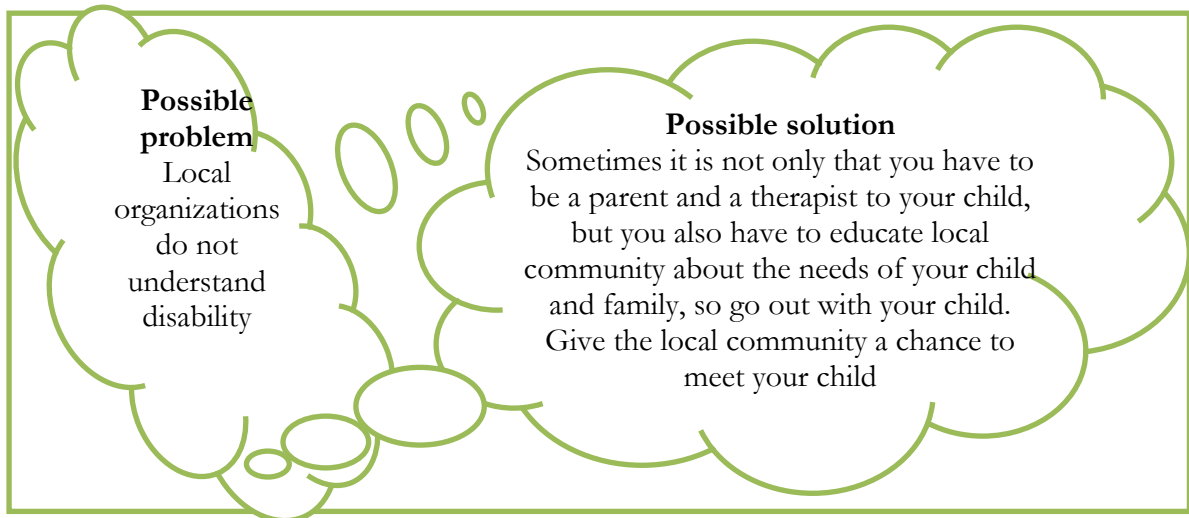 Possible
problem
Local
organizations
do not
understand
disability
Possible solution
Sometimes it is not only that you have to
be a parent and a therapist to your child,
but you also have to educate local
community about the needs of your child
and family, so go out with your child.
Give the local community a chance to
meet your child